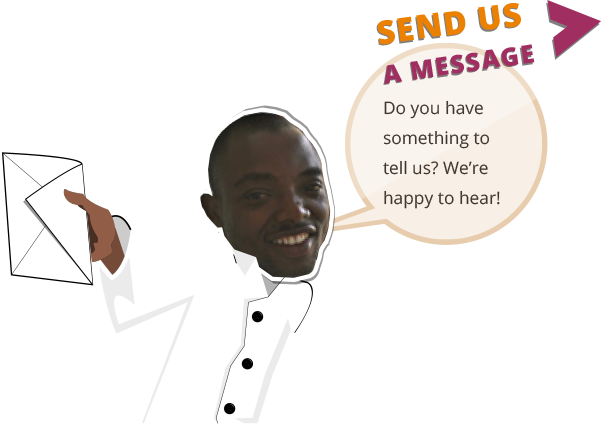 SEND US
A MESSAGE
Do you have
something to
tell us? We’re
happy to hear!